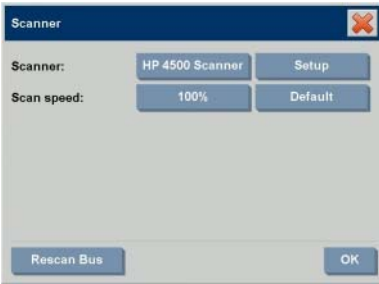 Scanner
Scanner: HP 4500 Scanner Setup
Scan speed: 100% Default
Rescan Bus OK